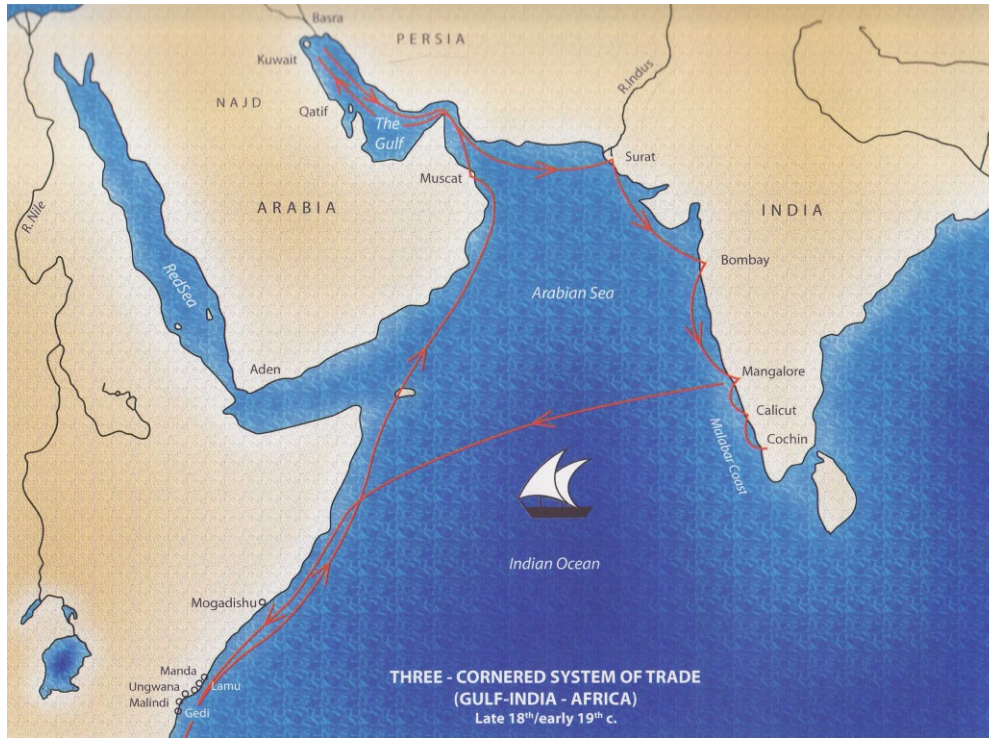 Basra
PERSIA
Kuwait
R.Indus
NAJD
Qatif
The
Gulf
Surat
Muscat
ARABIA
INDIA
R.Nile
Bombay
RedSea
Arabian Sea
Aden
Mangalore
Calicut
Malabar Coast
Cochin
Indian Ocean
Mogadishu
Manda
Lamu
Ungwana
Malindi
Gedi
THREE - CORNERED SYSTEM OF TRADE
(GULF-INDIA - AFRICA)
Late 18th/early 19th c.